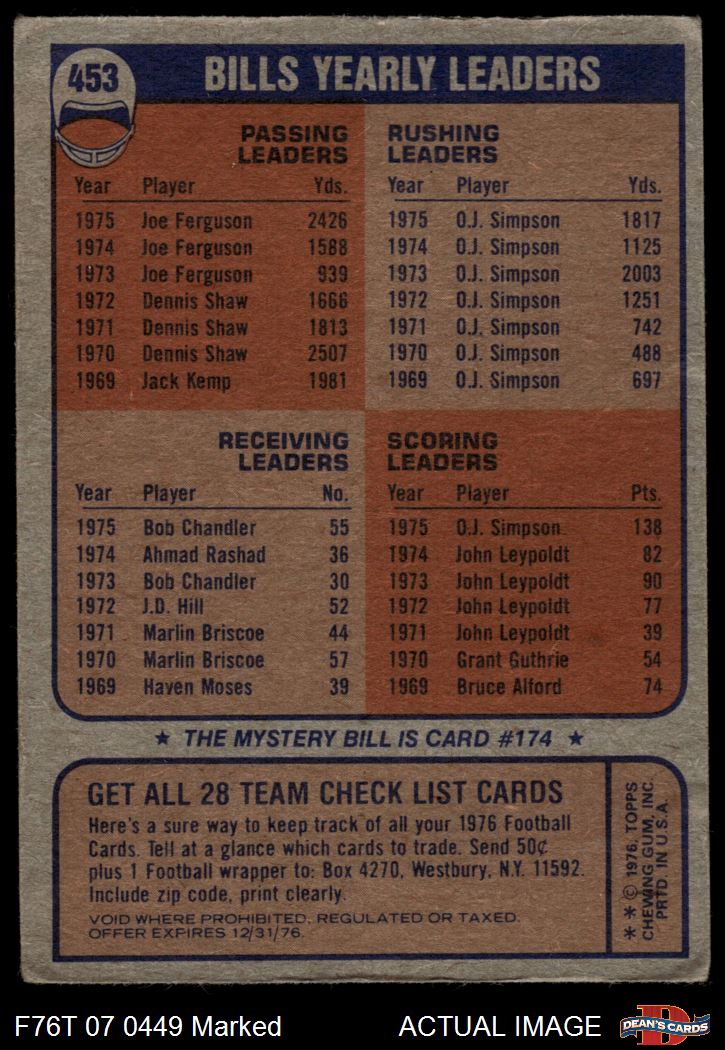 453
BILLS YEARLY LEADERS
PASSING
LEADERS
Year Player Yds.
1975 Joe Ferguson 2426
1974 Joe Ferguson 1588
1973 Joe Ferguson 939
1972 Dennis Shaw 1666
1971 Dennis Shaw 1813
1970 Dennis Shaw 2507
1969 Jack Kemp 1981
RUSHING
LEADERS
Year Player Yds.
1975 O.J. Simpson 1817
1974 O.J. Simpson 1125
1973 O.J. Simpson 2003
1972 O.J. Simpson 1251
1971 O.J. Simpson 742
1970 O.J. Simpson 488
1969 O.J. Simpson 697
RECEIVING
LEADERS
Year Player No.
1975 Bob Chandler 55
1974 Ahmad Rashad 36
1973 Bob Chandler 30
1972 J.D. Hill 52
1971 Marlin Briscoe 44
1970 Marlin Briscoe 57
1969 Haven Moses 39
SCORING
LEADERS
Year Player Pts.
1975 O.J. Simpson 138
1974 John Leypoldt 82
1973 John Leypoldt 90
1972 John Leypoldt 77
1971 John Leypoldt 39
1970 Grant Guthrie 54
1969 Bruce Alford 74
★ THE MYSTERY BILL IS CARD #174 ★
GET ALL 28 TEAM CHECK LIST CARDS
Here's a sure way to keep track of all your 1976 Football
Cards. Tell at a glance which cards to trade. Send 50¢
plus 1 Football wrapper to: Box 4270, Westbury, N.Y. 11592.
Include zip code, print clearly.
VOID WHERE PROHIBITED, REGULATED OR TAXED.
OFFER EXPIRES 12/31/76.
＊＊© 1976, TOPPS
CHEWING GUM, INC.
PRTD IN U.S.A.
F76T 07 0449 Marked
ACTUAL IMAGE
D
DEAN'S CARDS